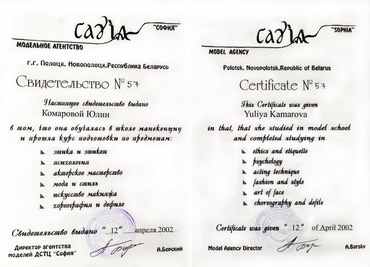 "СОФИЯ"
МОДЕЛЬНОЕ АГЕНТСТВО
г.г. Полоцк, Новополоцк, Республика Беларусь
Свидетельство № 57
Настоящее свидетельство выдано
Комаровой Юлии
в том, что она обучалась в школе манекенщиц
и прошла курс подготовки по предметам:
этика и этикет
психология
актерское мастерство
мода и стиль
искусство макияжа
хореография и дефиле
Свидетельство выдано "12" апреля 2002
Директор агентства
моделей ДСТЦ "София"
А.Борский
"SOPHIA"
MODEL AGENCY
Polotsk, Novopolotsk, Republic of Belarus
Certificate № 57
This Certificate was given
Yuliya Kamarova
in that, that she studied in model school
and completed studying in
ethics and etiquette
psychology
acting technique
fashion and style
art of face
choreography and defile
Certificate was given "12" of April 2002
Model Agency Director
A.Borsky